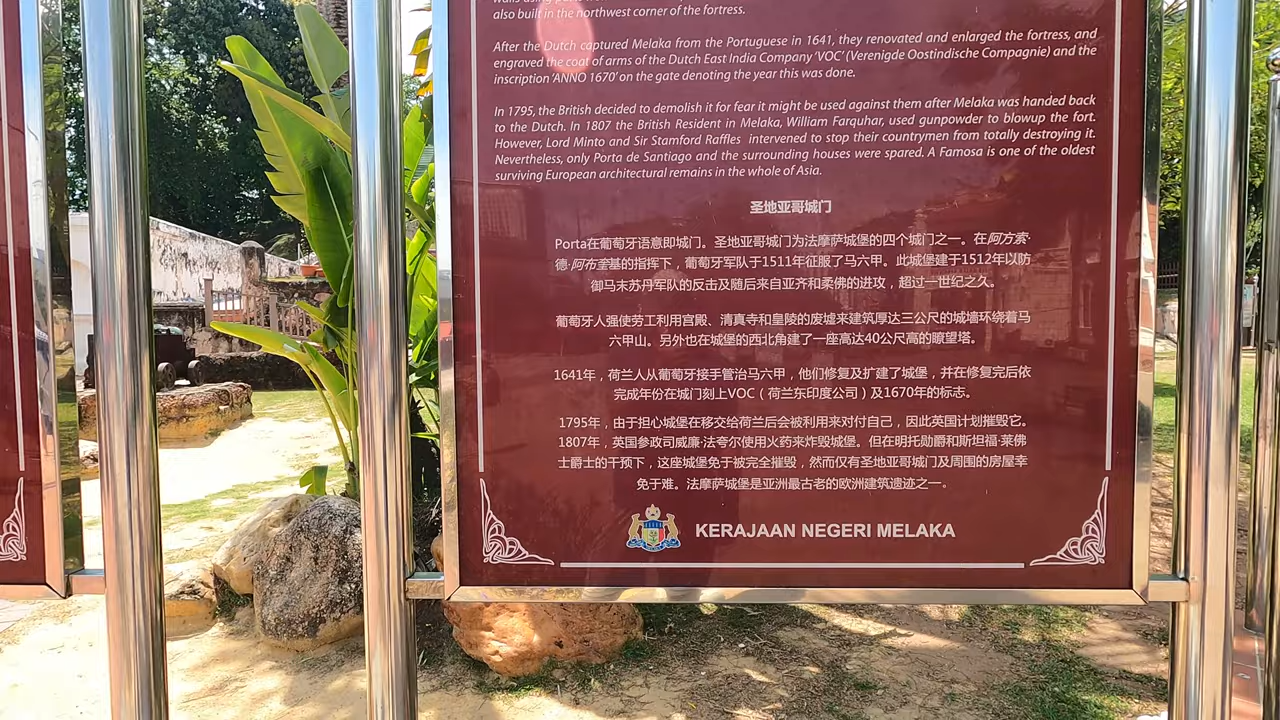 also built in the northwest corner of the fortress.
After the Dutch captured Melaka from the Portuguese in 1641, they renovated and enlarged the fortress, and
engraved the coat of arms of the Dutch East India Company 'VOC' (Verenigde Oostindische Compagnie) and the
inscription 'ANNO 1670' on the gate denoting the year this was done.
In 1795, the British decided to demolish it for fear it might be used against them after Melaka was handed back
to the Dutch. In 1807 the British Resident in Melaka, William Farquhar, used gunpowder to blowup the fort.
However, Lord Minto and Sir Stamford Raffles intervened to stop their countrymen from totally destroying it.
Nevertheless, only Porta de Santiago and the surrounding houses were spared. A Famosa is one of the oldest
surviving European architectural remains in the whole of Asia.
圣地亚哥城门
Porta在葡萄牙语意即城门。圣地亚哥城门为法摩萨城堡的四个城门之一。在阿方索·
德·阿布奎基的指挥下，葡萄牙军队于1511年征服了马六甲。此城堡建于1512年以防
御马末苏丹军队的反击及随后来自亚齐和柔佛的进攻，超过一世纪之久。
葡萄牙人强使劳工利用宫殿、清真寺和皇陵的废墟来建筑厚达三公尺的城墙环绕着马
六甲山。另外也在城堡的西北角建了一座高达40公尺高的瞭望塔。
1641年，荷兰人从葡萄牙接手管治马六甲，他们修复及扩建了城堡，并在修复完后依
完成年份在城门刻上VOC（荷兰东印度公司）及1670年的标志。
1795年，由于担心城堡在移交给荷兰后会被利用来对付自己，因此英国计划摧毁它。
1807年，英国参政司威廉·法夸尔使用火药来炸毁城堡。但在明托勋爵和斯坦福·莱佛
士爵士的干预下，这座城堡免于被完全摧毁，然而仅有圣地亚哥城门及周围的房屋幸
免于难。法摩萨城堡是亚洲最古老的欧洲建筑遗迹之一。
KERAJAAN NEGERI MELAKA